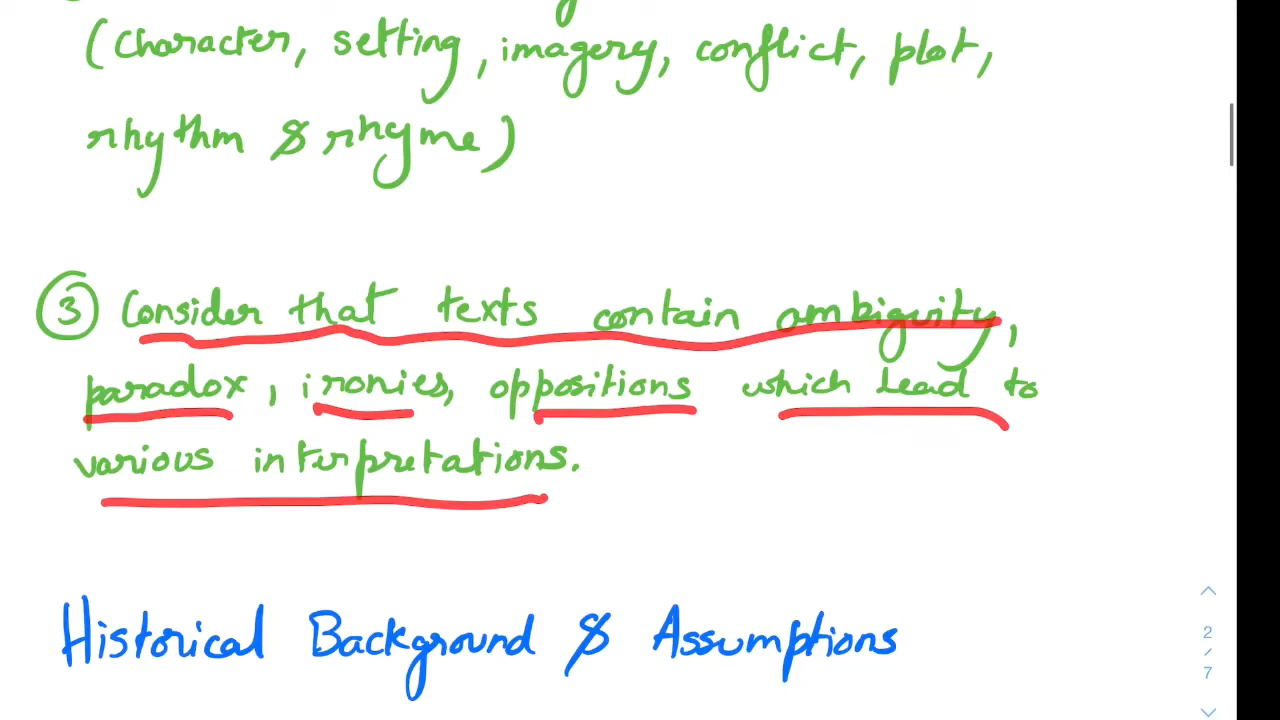 (character, setting, imagery, conflict, plot,
rhythm & rhyme)
③ Consider that texts contain ambiguity,
paradox, ironies, oppositions which lead to
various interpretations.
Historical Background & Assumptions
2
/
7